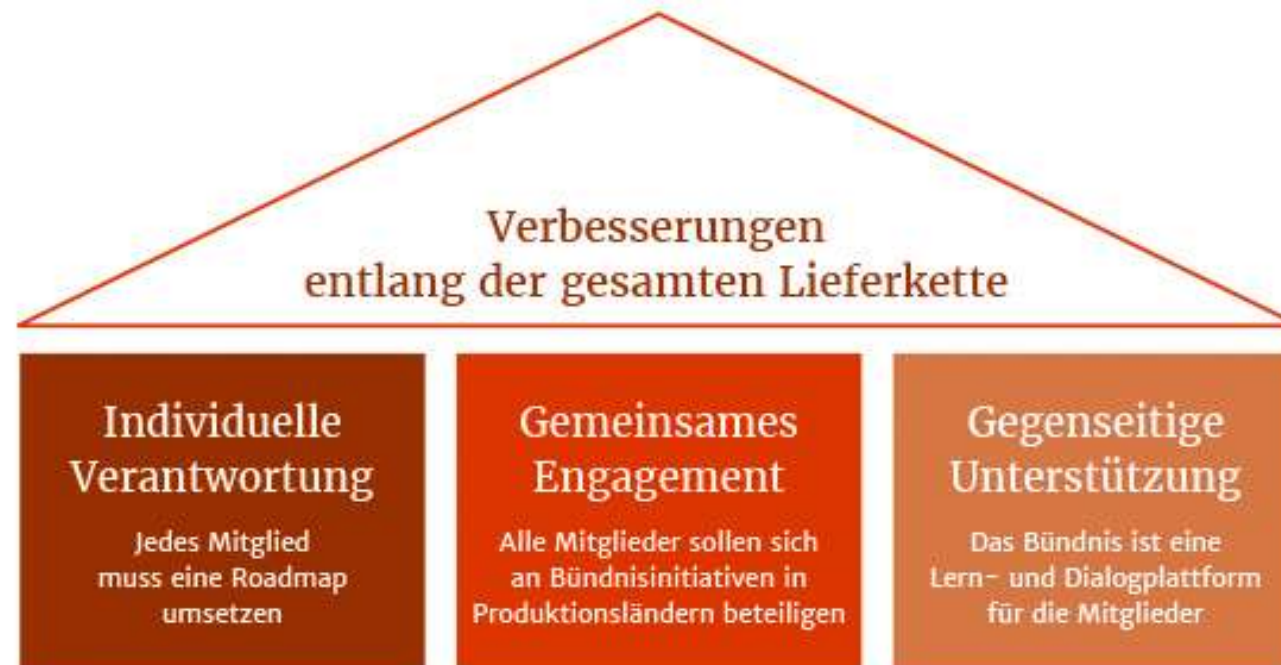 Verbesserungen
entlang der gesamten Lieferkette
Individuelle
Verantwortung
Jedes Mitglied
muss eine Roadmap
umsetzen
Gemeinsames
Engagement
Alle Mitglieder sollen sich
an Bündnisinitiativen in
Produktionsländern beteiligen
Gegenseitige
Unterstützung
Das Bündnis ist eine
Lern- und Dialogplattform
für die Mitglieder